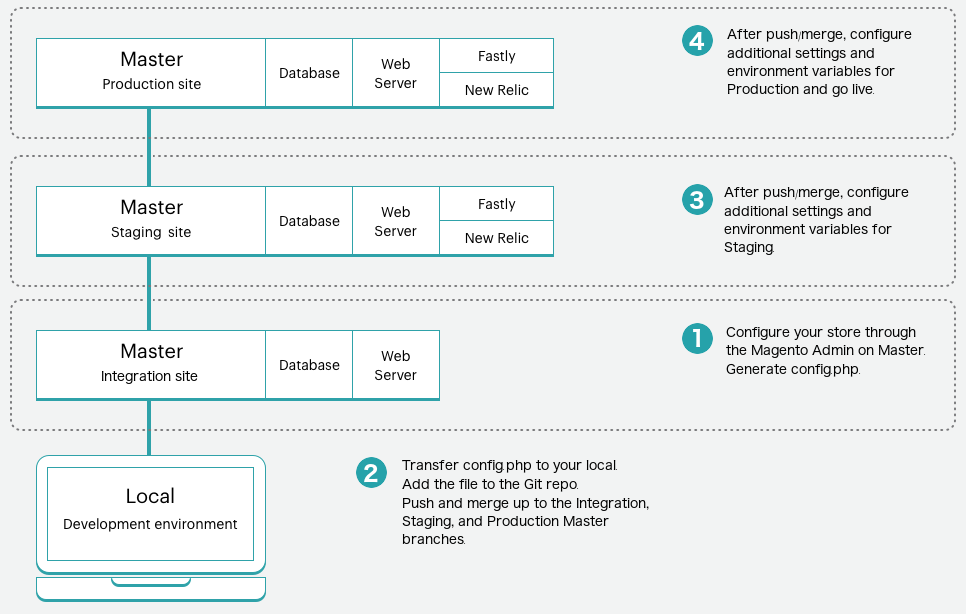 Master
Production site
Database
Web
Server
Fastly
New Relic
4
After push/merge, configure
additional settings and
environment variables for
Production and go live.
Master
Staging site
Database
Web
Server
Fastly
New Relic
3
After push/merge, configure
additional settings and
environment variables for
Staging.
Master
Integration site
Database
Web
Server
1
Configure your store through
the Magento Admin on Master.
Generate config.php.
Local
Development environment
2
Transfer config.php to your local.
Add the file to the Git repo.
Push and merge up to the Integration,
Staging, and Production Master
branches.